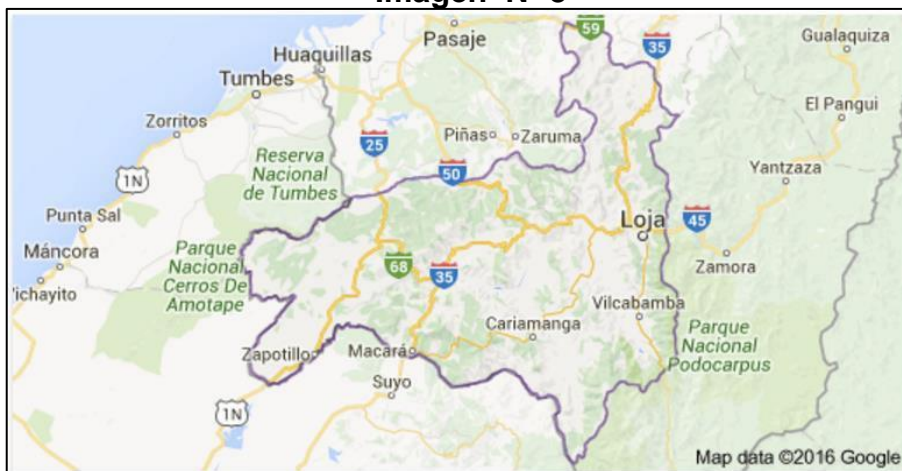 59
35
Gualaquiza
Pasaje
Huaquillas
Tumbes
El Pangui
Zorritos
Piñas
Zaruma
25
Reserva
Nacional
de Tumbes
50
Yantzaza
1N
Punta Sal
Loja
45
Máncora
Parque
Nacional
Cerros De
Amotape
68
35
Zamora
Vilcabamba
Cariamanga
Parque
Nacional
Podocarpus
Zapotillo
Macará
Suyo
1N
Map data ©2016 Google